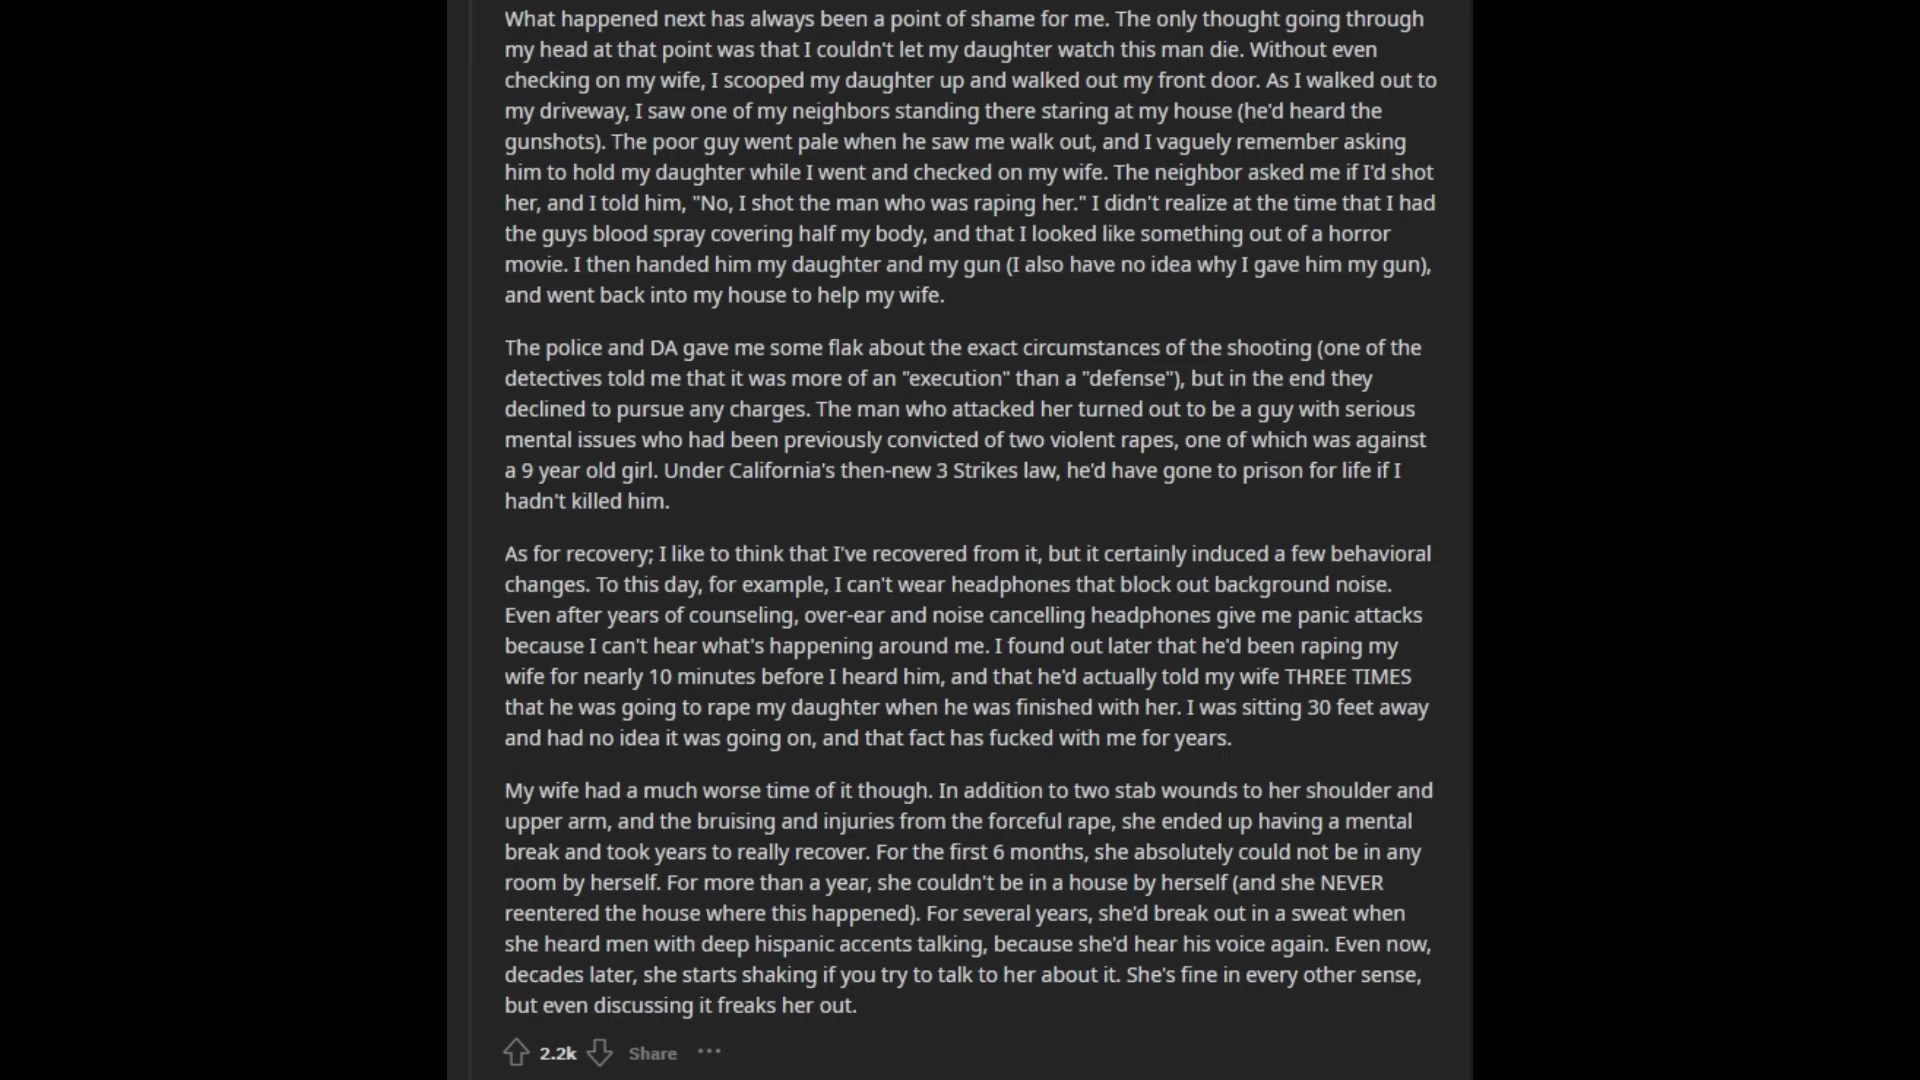 What happened next has always been a point of shame for me. The only thought going through
my head at that point was that I couldn't let my daughter watch this man die. Without even
checking on my wife, I scooped my daughter up and walked out my front door. As I walked out to
my driveway, I saw one of my neighbors standing there staring at my house (he'd heard the
gunshots). The poor guy went pale when he saw me walk out, and I vaguely remember asking
him to hold my daughter while I went and checked on my wife. The neighbor asked me if I'd shot
her, and I told him, "No, I shot the man who was raping her." I didn't realize at the time that I had
the guys blood spray covering half my body, and that I looked like something out of a horror
movie. I then handed him my daughter and my gun (I also have no idea why I gave him my gun),
and went back into my house to help my wife.
The police and DA gave me some flak about the exact circumstances of the shooting (one of the
detectives told me that it was more of an "execution" than a "defense"), but in the end they
declined to pursue any charges. The man who attacked her turned out to be a guy with serious
mental issues who had been previously convicted of two violent rapes, one of which was against
a 9 year old girl. Under California's then-new 3 Strikes law, he'd have gone to prison for life if I
hadn't killed him.
As for recovery; I like to think that I've recovered from it, but it certainly induced a few behavioral
changes. To this day, for example, I can't wear headphones that block out background noise.
Even after years of counseling, over-ear and noise cancelling headphones give me panic attacks
because I can't hear what's happening around me. I found out later that he'd been raping my
wife for nearly 10 minutes before I heard him, and that he'd actually told my wife THREE TIMES
that he was going to rape my daughter when he was finished with her. I was sitting 30 feet away
and had no idea it was going on, and that fact has fucked with me for years.
My wife had a much worse time of it though. In addition to two stab wounds to her shoulder and
upper arm, and the bruising and injuries from the forceful rape, she ended up having a mental
break and took years to really recover. For the first 6 months, she absolutely could not be in any
room by herself. For more than a year, she couldn't be in a house by herself (and she NEVER
reentered the house where this happened). For several years, she'd break out in a sweat when
she heard men with deep hispanic accents talking, because she'd hear his voice again. Even now,
decades later, she starts shaking if you try to talk to her about it. She's fine in every other sense,
but even discussing it freaks her out.
2.2k Share ···